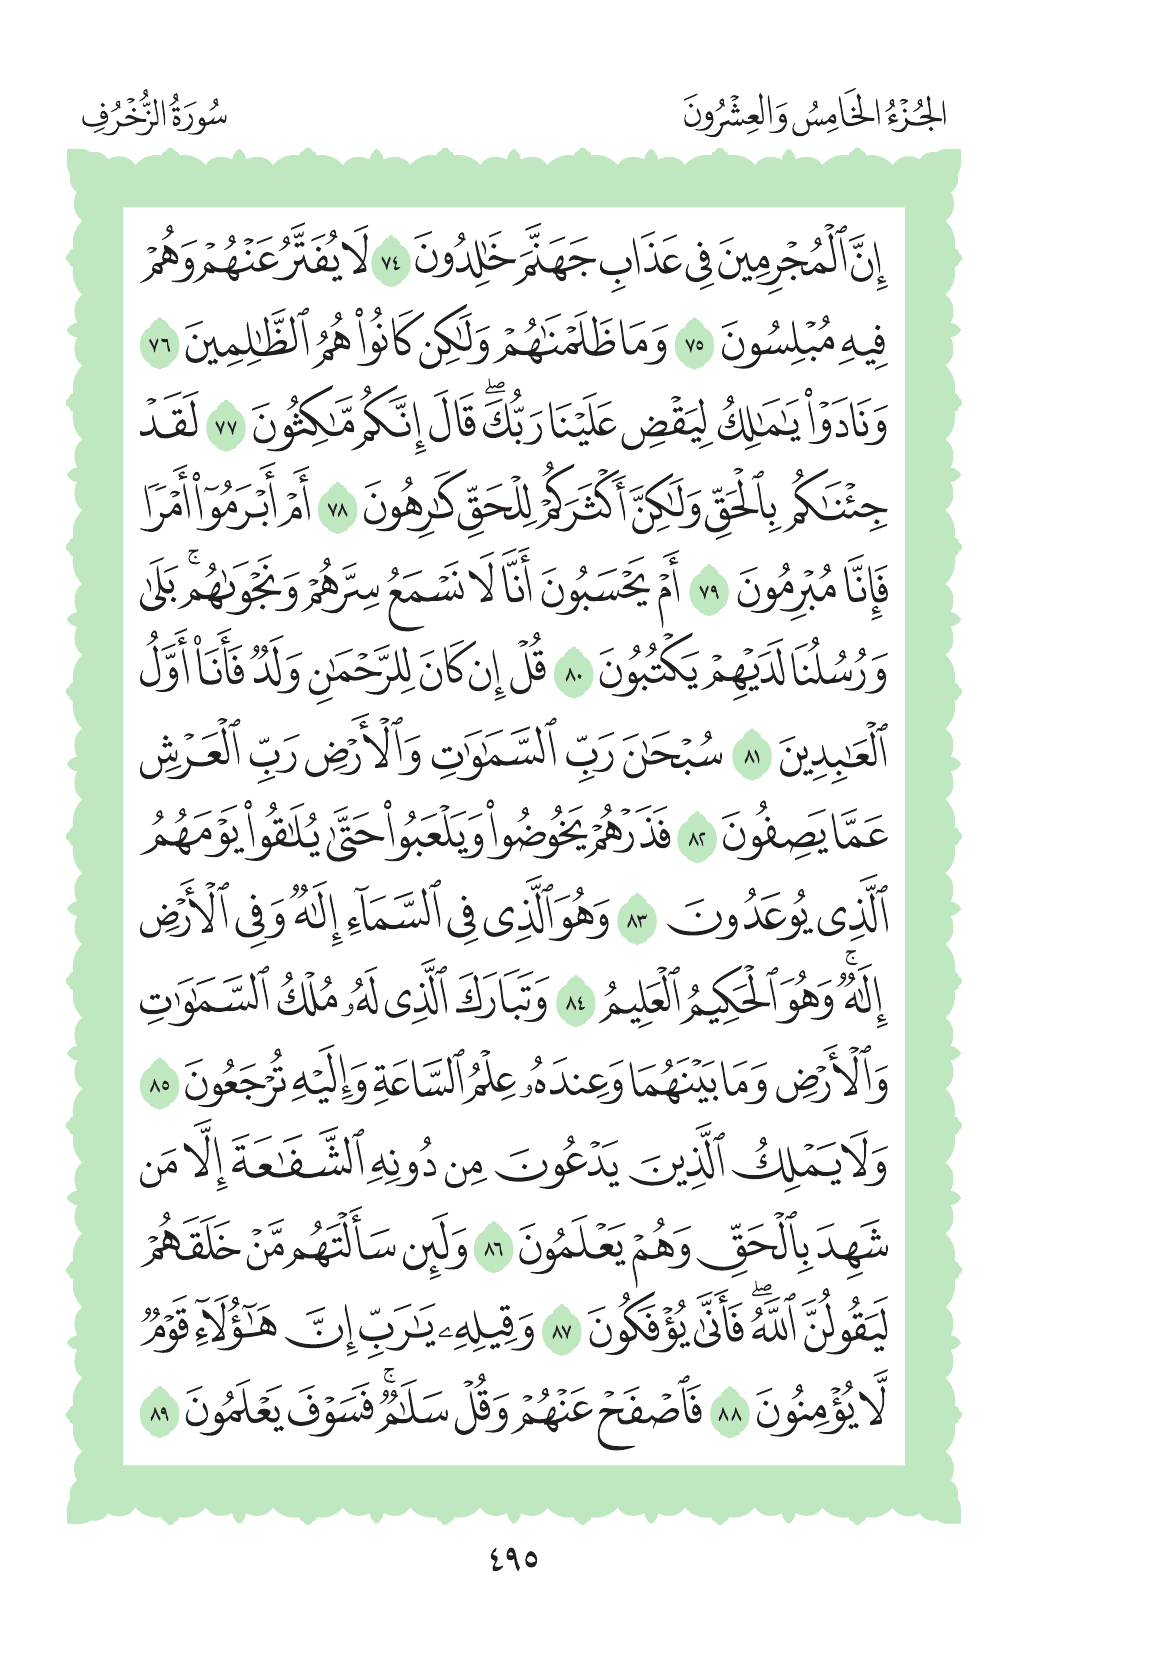 الجُزْءُ الخَامِسُ وَالعِشْرُونَ
سُورَةُ الزُّخْرُفِ
إِنَّ ٱلْمُجْرِمِينَ فِى عَذَابِ جَهَنَّمَ خَٰلِدُونَ ٧٤ لَا يُفَتَّرُ عَنْهُمْ وَهُمْ
فِيهِ مُبْلِسُونَ ٧٥ وَمَا ظَلَمْنَٰهُمْ وَلَٰكِن كَانُوا۟ هُمُ ٱلظَّٰلِمِينَ ٧٦
وَنَادَوْا۟ يَٰمَٰلِكُ لِيَقْضِ عَلَيْنَا رَبُّكَ ۖ قَالَ إِنَّكُم مَّٰكِثُونَ ٧٧ لَقَدْ
جِئْنَٰكُم بِٱلْحَقِّ وَلَٰكِنَّ أَكْثَرَكُمْ لِلْحَقِّ كَٰرِهُونَ ٧٨ أَمْ أَبْرَمُوٓا۟ أَمْرًا
فَإِنَّا مُبْرِمُونَ ٧٩ أَمْ يَحْسَبُونَ أَنَّا لَا نَسْمَعُ سِرَّهُمْ وَنَجْوَىٰهُم ۚ بَلَىٰ
وَرُسُلُنَا لَدَيْهِمْ يَكْتُبُونَ ٨٠ قُلْ إِن كَانَ لِلرَّحْمَٰنِ وَلَدٌ فَأَنَا۠ أَوَّلُ
ٱلْعَٰبِدِينَ ٨١ سُبْحَٰنَ رَبِّ ٱلسَّمَٰوَٰتِ وَٱلْأَرْضِ رَبِّ ٱلْعَرْشِ
عَمَّا يَصِفُونَ ٨٢ فَذَرْهُمْ يَخُوضُوا۟ وَيَلْعَبُوا۟ حَتَّىٰ يُلَٰقُوا۟ يَوْمَهُمُ
ٱلَّذِى يُوعَدُونَ ٨٣ وَهُوَ ٱلَّذِى فِى ٱلسَّمَآءِ إِلَٰهٌ وَفِى ٱلْأَرْضِ
إِلَٰهٌ ۚ وَهُوَ ٱلْحَكِيمُ ٱلْعَلِيمُ ٨٤ وَتَبَارَكَ ٱلَّذِى لَهُۥ مُلْكُ ٱلسَّمَٰوَٰتِ
وَٱلْأَرْضِ وَمَا بَيْنَهُمَا وَعِندَهُۥ عِلْمُ ٱلسَّاعَةِ وَإِلَيْهِ تُرْجَعُونَ ٨٥
وَلَا يَمْلِكُ ٱلَّذِينَ يَدْعُونَ مِن دُونِهِ ٱلشَّفَٰعَةَ إِلَّا مَن
شَهِدَ بِٱلْحَقِّ وَهُمْ يَعْلَمُونَ ٨٦ وَلَئِن سَأَلْتَهُم مَّنْ خَلَقَهُمْ
لَيَقُولُنَّ ٱللَّهُ ۖ فَأَنَّىٰ يُؤْفَكُونَ ٨٧ وَقِيلِهِۦ يَٰرَبِّ إِنَّ هَٰٓؤُلَآءِ قَوْمٌ
لَّا يُؤْمِنُونَ ٨٨ فَٱصْفَحْ عَنْهُمْ وَقُلْ سَلَٰمٌ ۚ فَسَوْفَ يَعْلَمُونَ ٨٩
٤٩٥